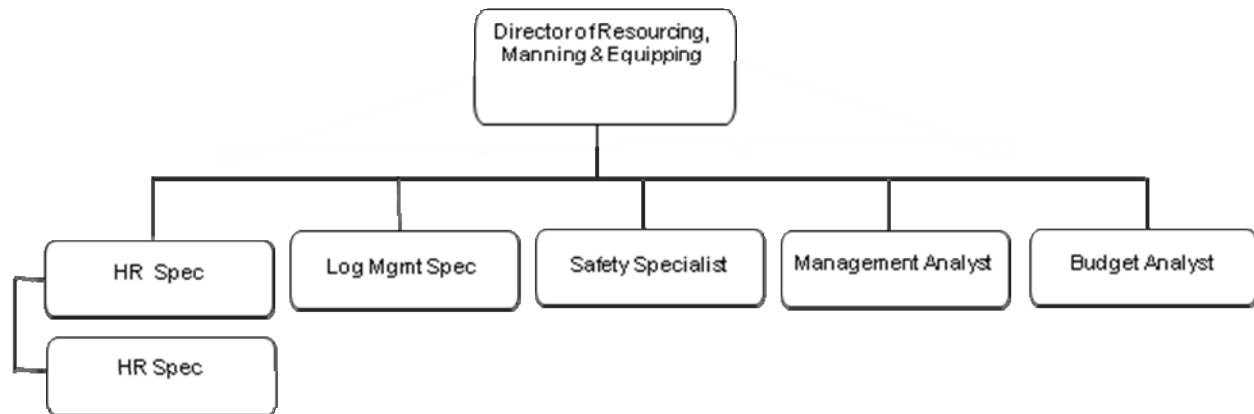 Director of Resourcing,
Manning & Equipping
HR Spec
Log Mgmt Spec
Safety Specialist
Management Analyst
Budget Analyst
HR Spec